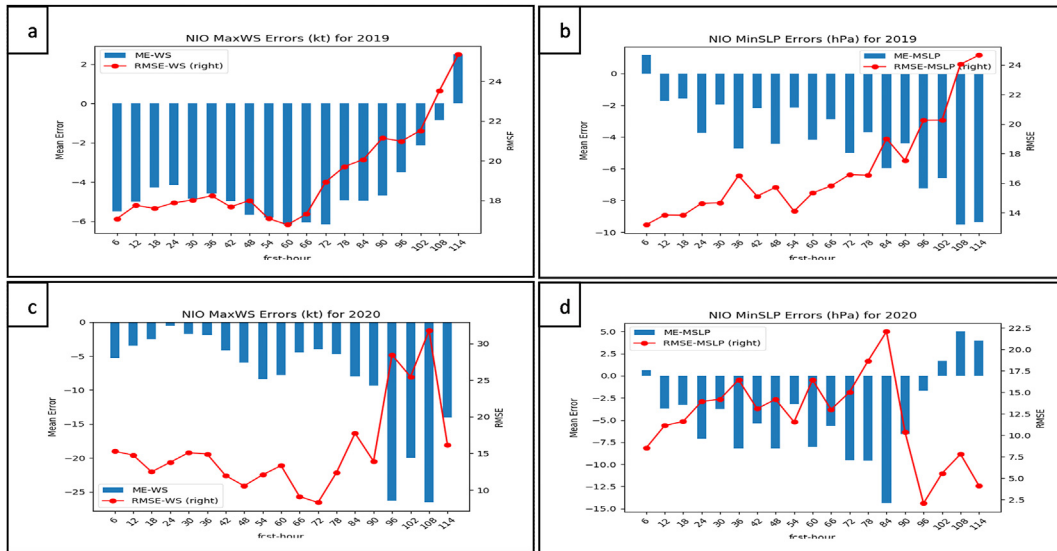 a
NIO MaxWS Errors (kt) for 2019
ME-WS
RMSE-WS (right)
Mean Error
2
0
−2
−4
−6
RMSE
24
22
20
18
6 12 18 24 30 36 42 48 54 60 66 72 78 84 90 96 102 108 114
fcst-hour
b
NIO MinSLP Errors (hPa) for 2019
ME-MSLP
RMSE-MSLP (right)
Mean Error
0
−2
−4
−6
−8
−10
RMSE
24
22
20
18
16
14
6 12 18 24 30 36 42 48 54 60 66 72 78 84 90 96 102 108 114
fcst-hour
c
NIO MaxWS Errors (kt) for 2020
ME-WS
RMSE-WS (right)
Mean Error
0
−5
−10
−15
−20
−25
RMSE
30
25
20
15
10
6 12 18 24 30 36 42 48 54 60 66 72 78 84 90 96 102 108 114
fcst-hour
d
NIO MinSLP Errors (hPa) for 2020
ME-MSLP
RMSE-MSLP (right)
Mean Error
5.0
2.5
0.0
−2.5
−5.0
−7.5
−10.0
−12.5
−15.0
RMSE
22.5
20.0
17.5
15.0
12.5
10.0
7.5
5.0
2.5
6 12 18 24 30 36 42 48 54 60 66 72 78 84 90 96 102 108 114
fcst-hour